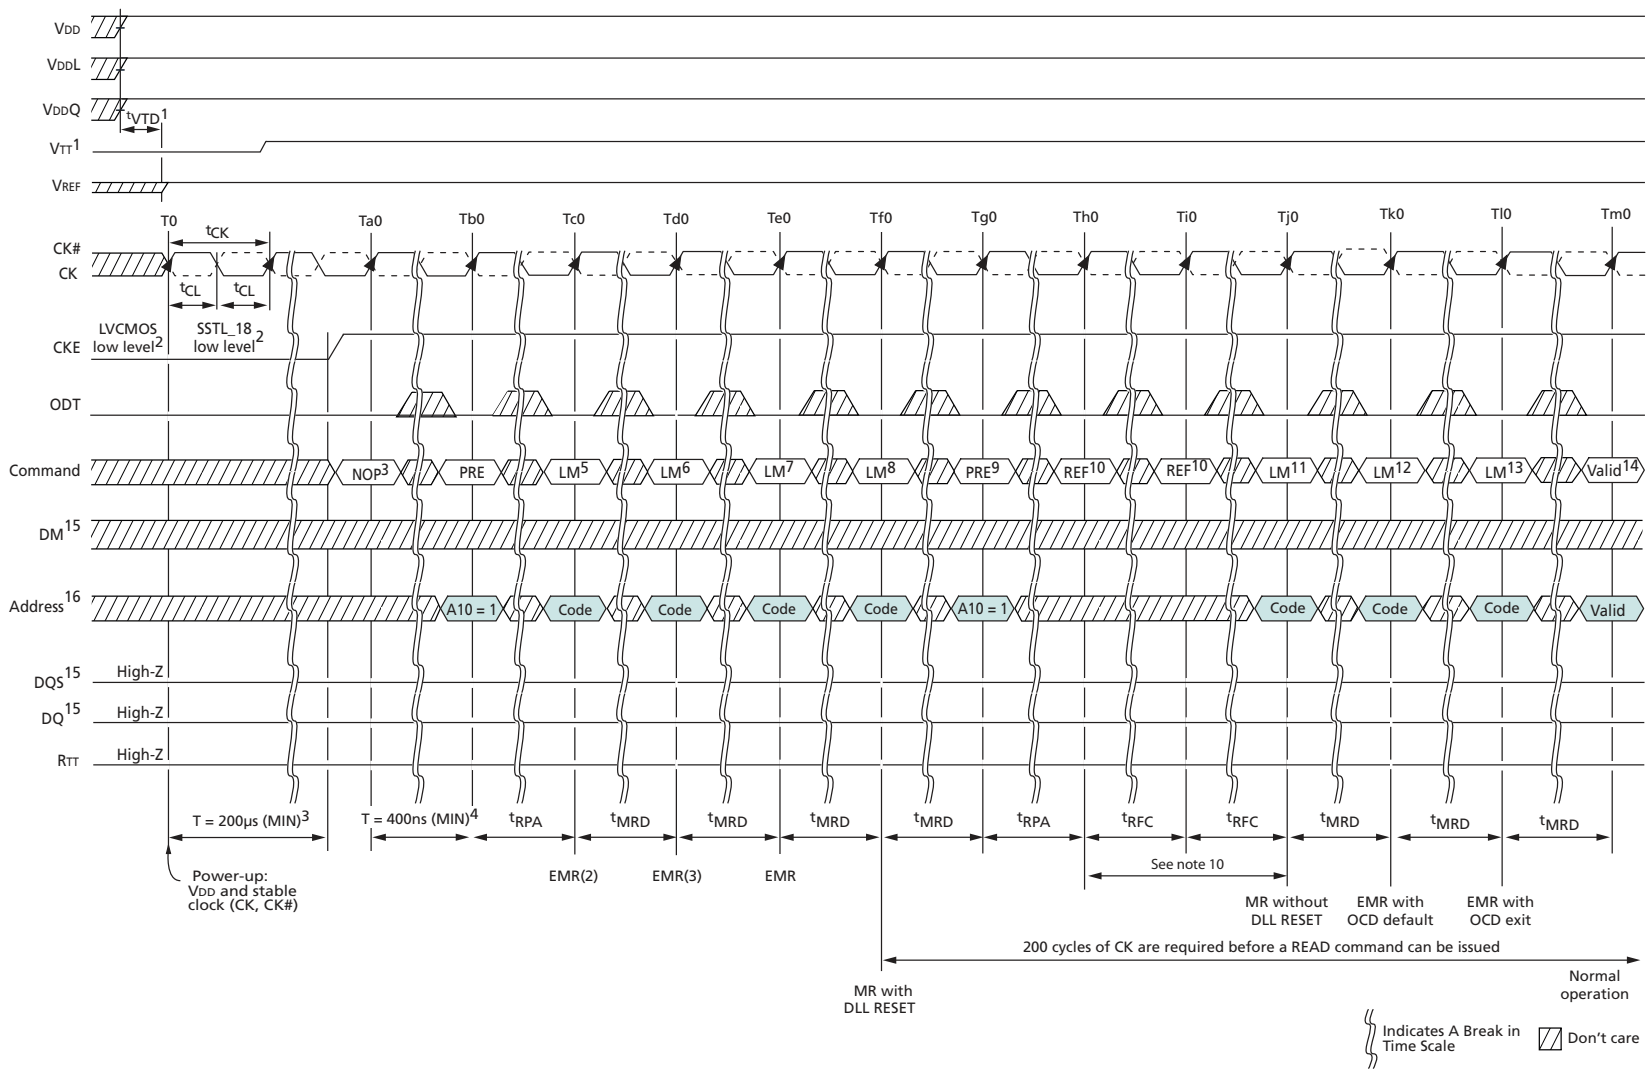 VDD
VDDL
VDDQ
tVTD1
VTT1
VREF
T0 Ta0 Tb0 Tc0 Td0 Te0 Tf0 Tg0 Th0 Ti0 Tj0 Tk0 Tl0 Tm0
tCK
CK#
CK
tCL tCL
LVCMOS
low level2
SSTL_18
low level2
CKE
ODT
Command NOP3 PRE LM5 LM6 LM7 LM8 PRE9 REF10 REF10 LM11 LM12 LM13 Valid14
DM15
Address16 A10 = 1 Code Code Code Code A10 = 1 Code Code Code Valid
DQS15 High-Z
DQ15 High-Z
RTT High-Z
T = 200µs (MIN)3 T = 400ns (MIN)4 tRPA tMRD tMRD tMRD tMRD tRPA tRFC tRFC tMRD tMRD tMRD
See note 10
Power-up:
VDD and stable
clock (CK, CK#)
EMR(2) EMR(3) EMR
MR without
DLL RESET
EMR with
OCD default
EMR with
OCD exit
200 cycles of CK are required before a READ command can be issued
MR with
DLL RESET
Normal
operation
Indicates A Break in
Time Scale
Don't care